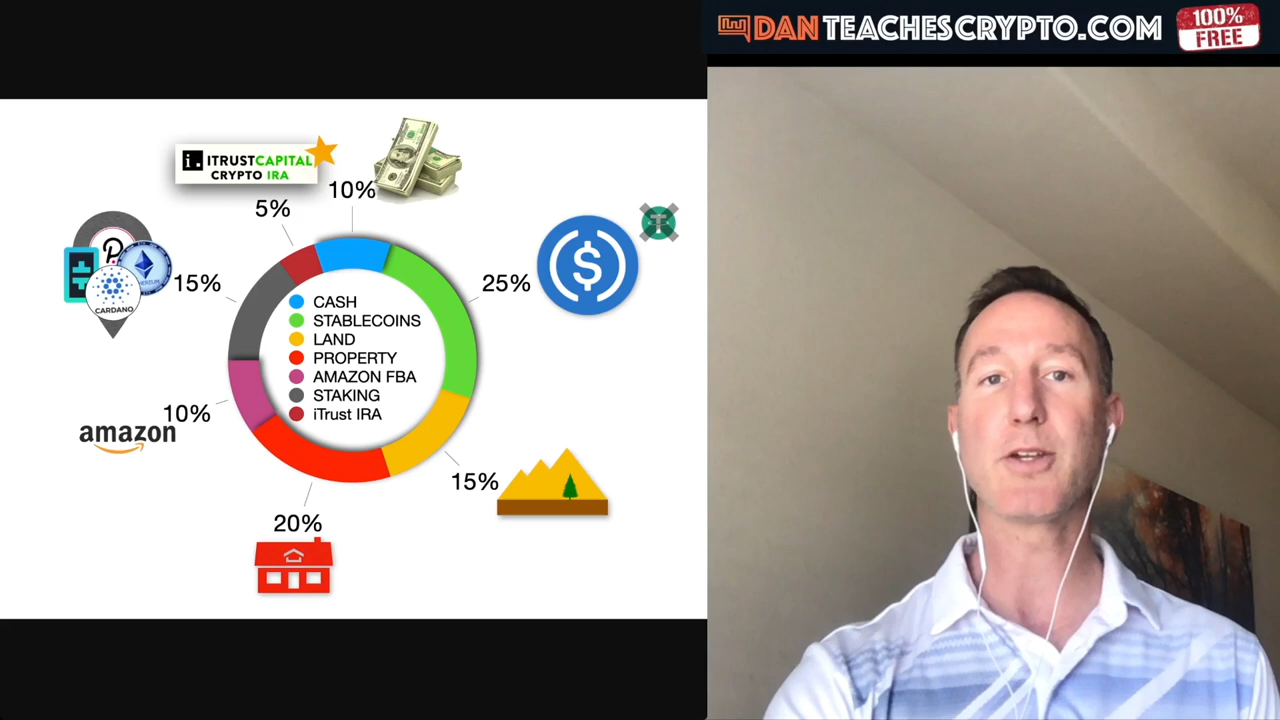 DANTEACHESCRYPTO.COM
100%
FREE
i. ITRUSTCAPITAL
CRYPTO IRA
10%
5%
25%
15%
CARDANO
CASH
STABLECOINS
LAND
PROPERTY
AMAZON FBA
STAKING
iTrust IRA
10%
amazon
15%
20%